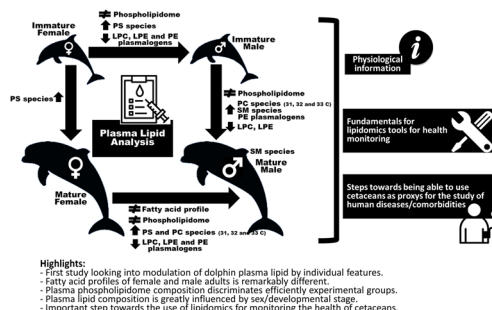 Immature
Female
≠ Phospholipidome
PS species
LPC, LPE and PE
plasmalogens
Immature
Male
PS species
Plasma Lipid
Analysis
≠ Phospholipidome
PC species (31, 32 and 33 C)
SM species
PE plasmalogens
LPC, LPE
SM species
Mature
Female
Mature
Male
≠ Fatty acid profile
≠ Phospholipidome
PS and PC species (31, 32 and 33 C)
LPC, LPE and PE
plasmalogens
Physiological
information
i
Fundamentals for
lipidomics tools for health
monitoring
Steps towards being able to use
cetaceans as proxys for the study of
human diseases/comorbidities
Highlights:
- First study looking into modulation of dolphin plasma lipid by individual features.
- Fatty acid profiles of female and male adults is remarkably different.
- Plasma phospholipidome composition discriminates efficiently experimental groups.
- Plasma lipid composition is greatly influenced by sex/developmental stage.
- Important step towards the use of lipidomics for monitoring the health of cetaceans.